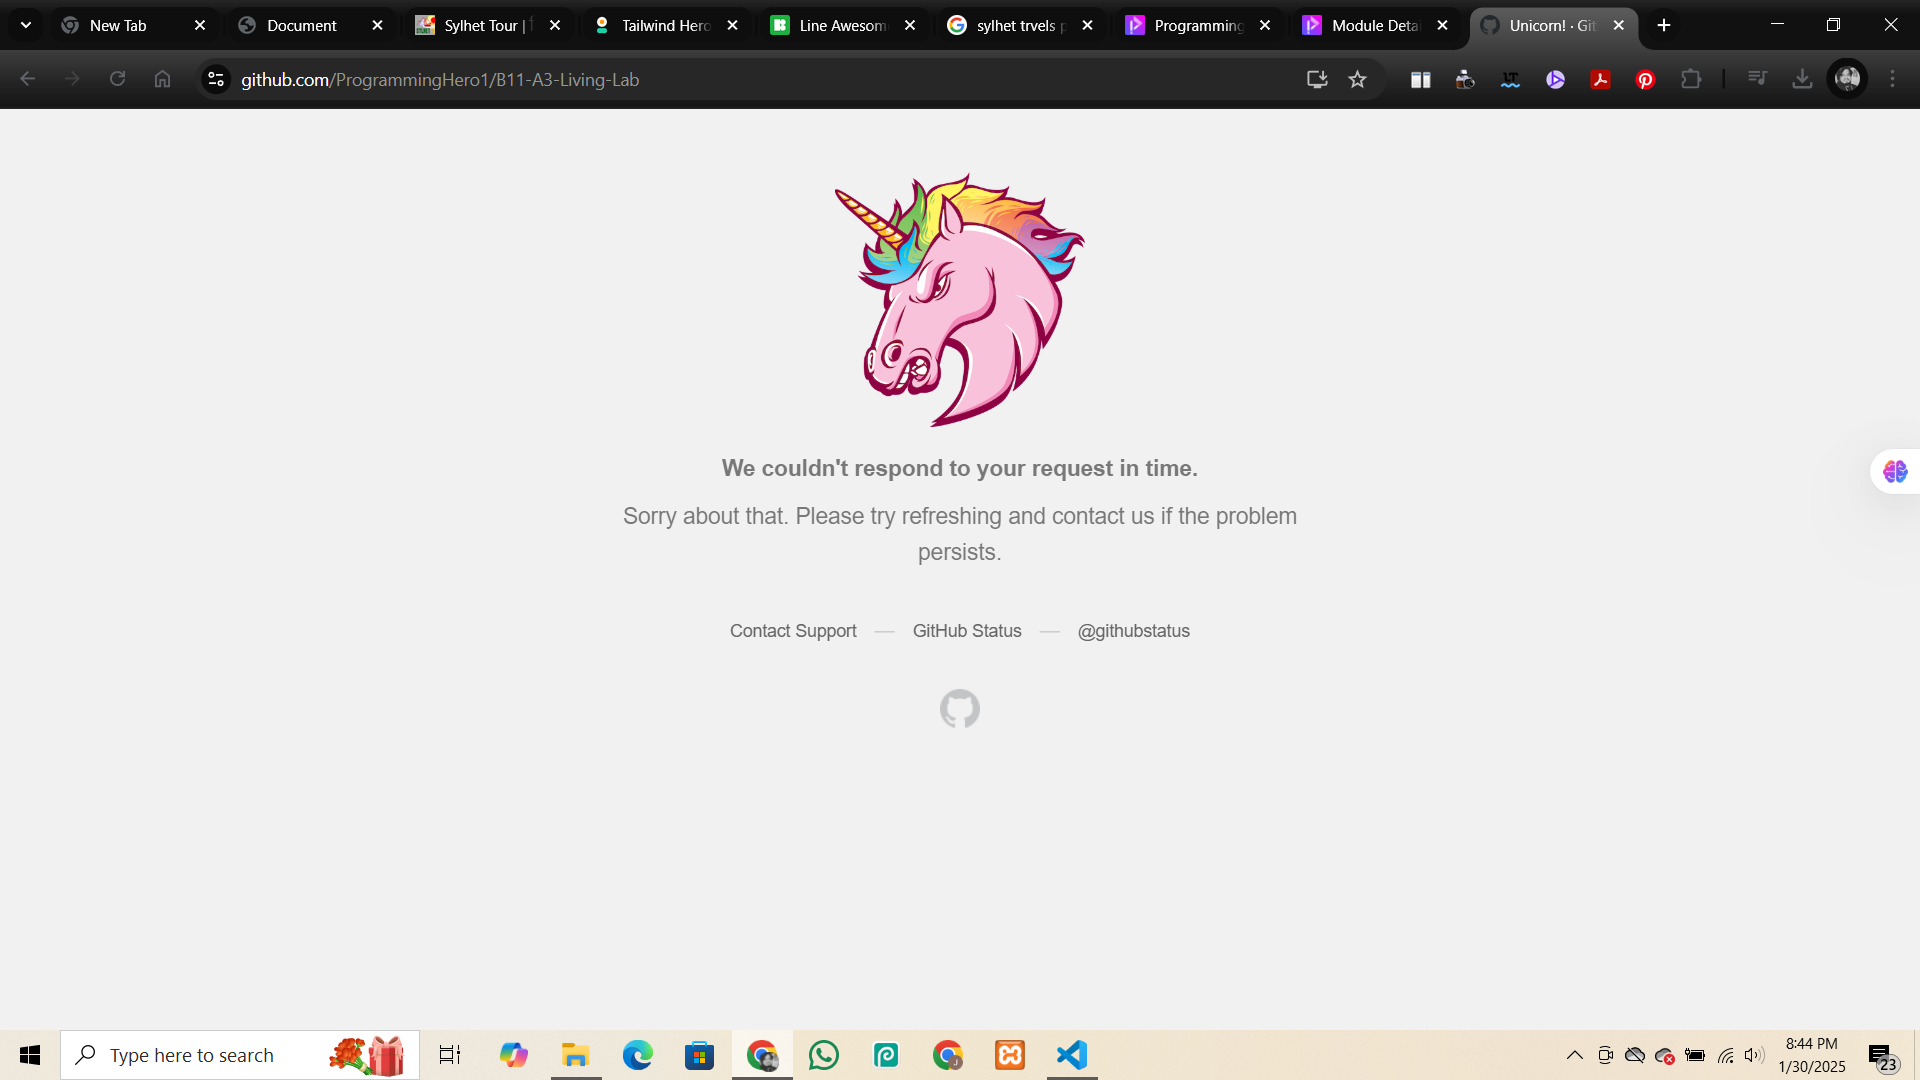 New Tab
Document
Sylhet Tour |
Tailwind Hero
Line Awesom
sylhet trvels p
Programming
Module Detai
Unicorn! · Git
github.com/ProgrammingHero1/B11-A3-Living-Lab
We couldn't respond to your request in time.
Sorry about that. Please try refreshing and contact us if the problem
persists.
Contact Support — GitHub Status — @githubstatus
Type here to search
8:44 PM
1/30/2025
23